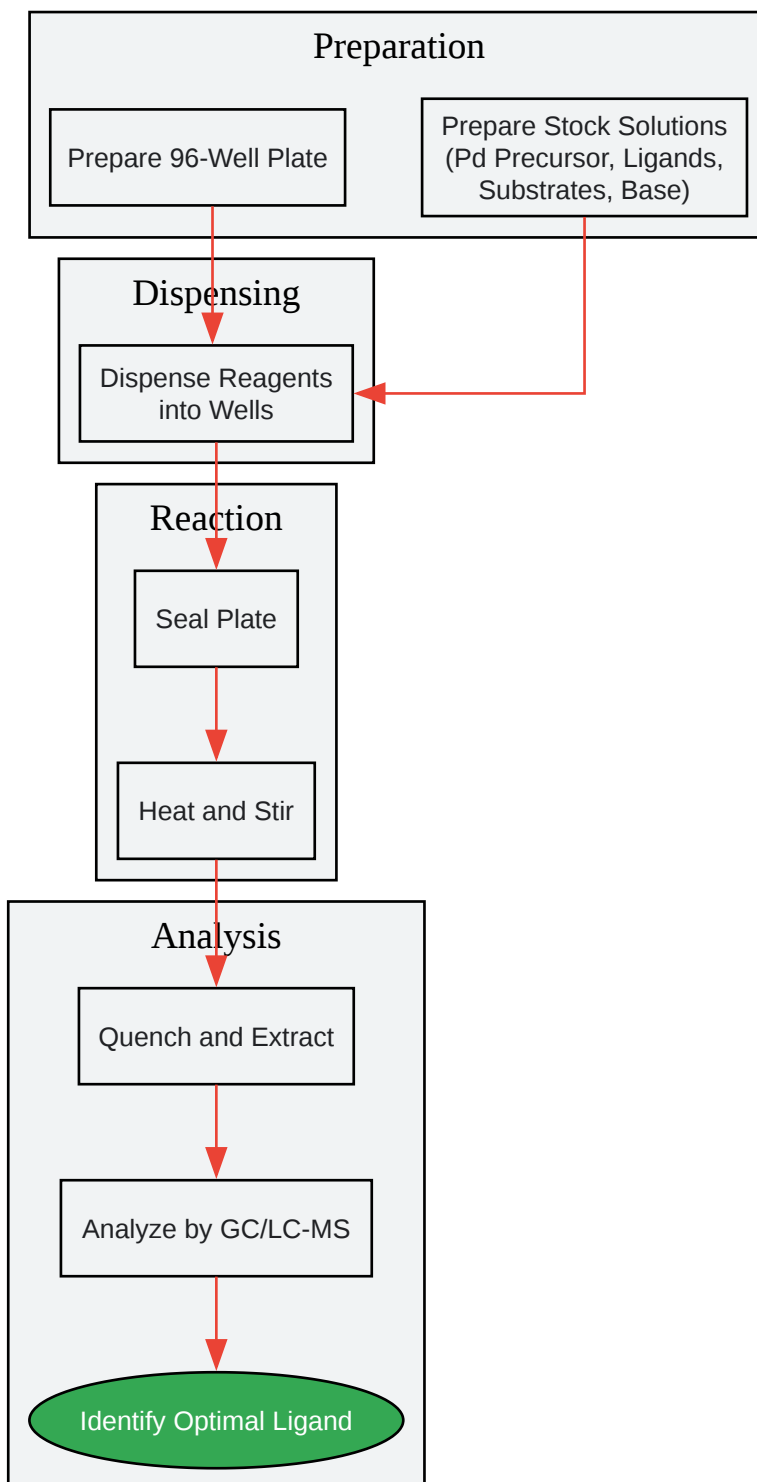 Preparation
Prepare 96-Well Plate
Prepare Stock Solutions
(Pd Precursor, Ligands,
Substrates, Base)
Dispensing
Dispense Reagents
into Wells
Reaction
Seal Plate
Heat and Stir
Analysis
Quench and Extract
Analyze by GC/LC-MS
Identify Optimal Ligand